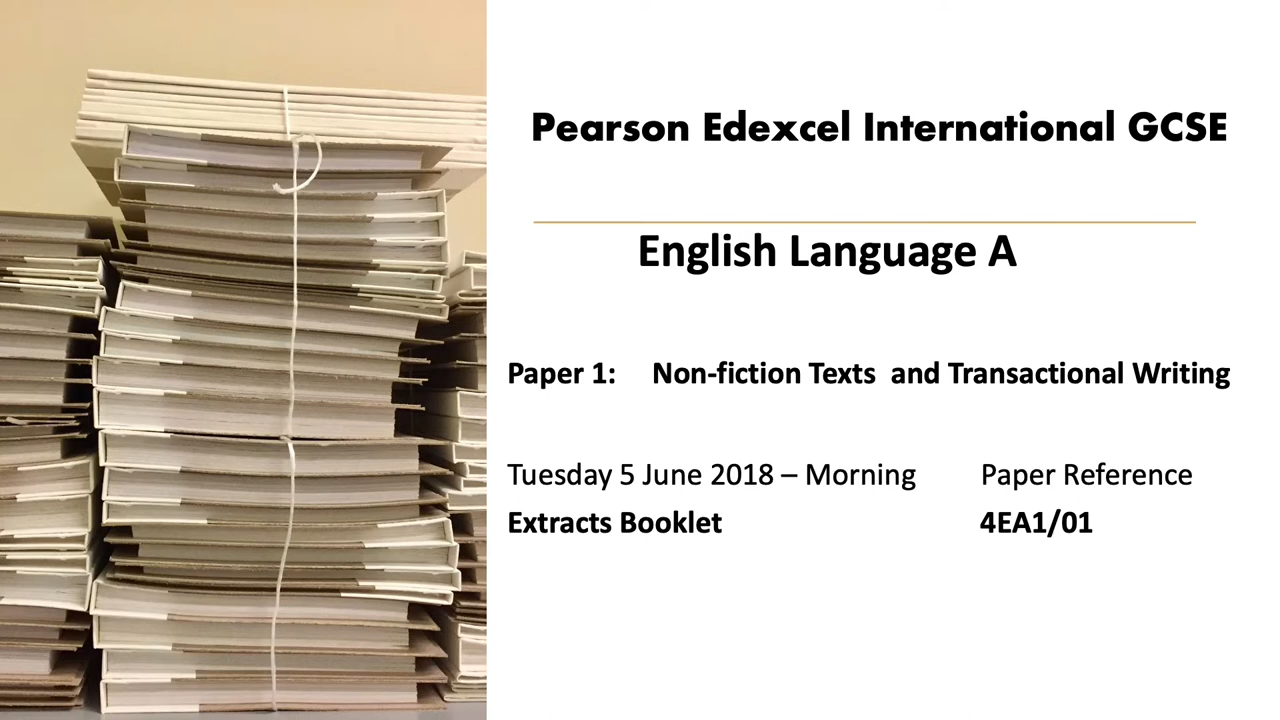 Pearson Edexcel International GCSE
English Language A
Paper 1: Non-fiction Texts and Transactional Writing
Tuesday 5 June 2018 – Morning Paper Reference
Extracts Booklet 4EA1/01